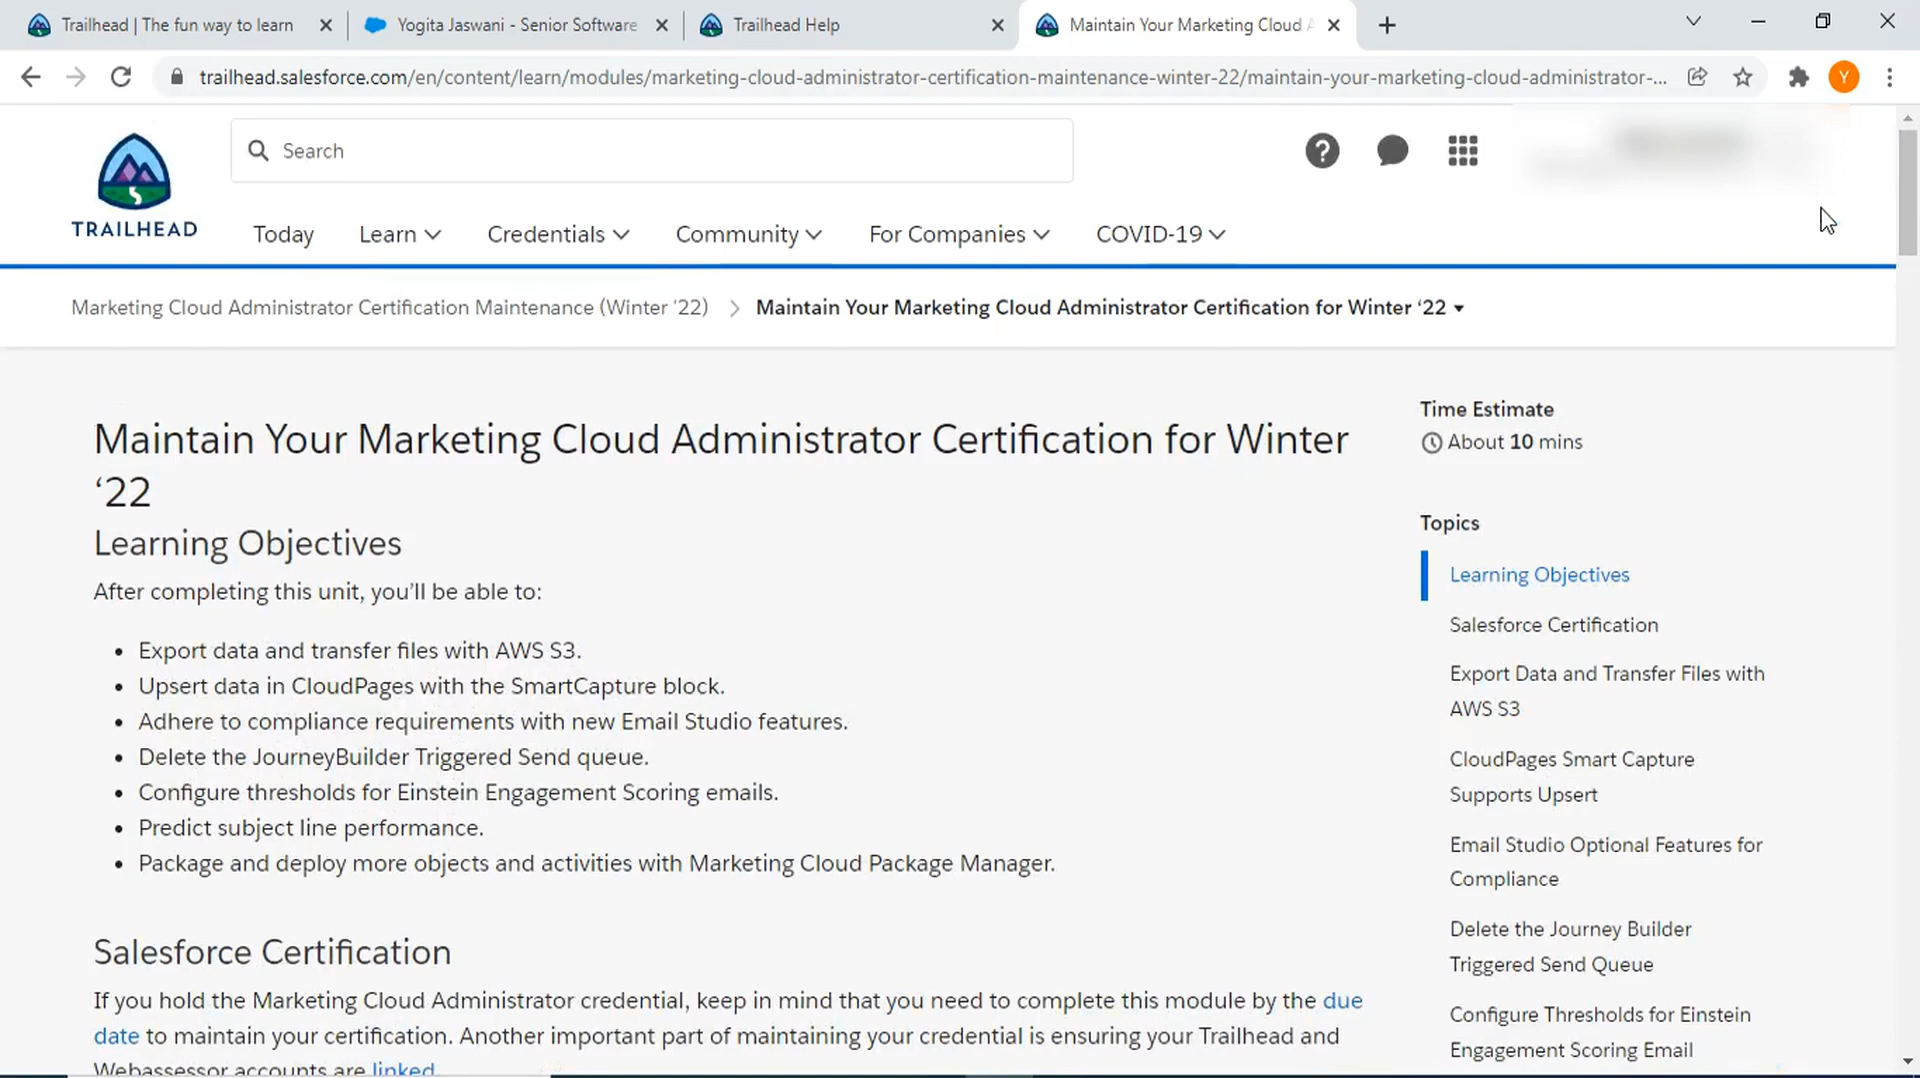 Trailhead | The fun way to learn
Yogita Jaswani - Senior Software
Trailhead Help
Maintain Your Marketing Cloud A
trailhead.salesforce.com/en/content/learn/modules/marketing-cloud-administrator-certification-maintenance-winter-22/maintain-your-marketing-cloud-administrator-...
Y
Search
TRAILHEAD
Today
Learn
Credentials
Community
For Companies
COVID-19
Marketing Cloud Administrator Certification Maintenance (Winter '22)
Maintain Your Marketing Cloud Administrator Certification for Winter ‘22
Maintain Your Marketing Cloud Administrator Certification for Winter
‘22
Learning Objectives
After completing this unit, you’ll be able to:
• Export data and transfer files with AWS S3.
• Upsert data in CloudPages with the SmartCapture block.
• Adhere to compliance requirements with new Email Studio features.
• Delete the JourneyBuilder Triggered Send queue.
• Configure thresholds for Einstein Engagement Scoring emails.
• Predict subject line performance.
• Package and deploy more objects and activities with Marketing Cloud Package Manager.
Salesforce Certification
If you hold the Marketing Cloud Administrator credential, keep in mind that you need to complete this module by the due
date to maintain your certification. Another important part of maintaining your credential is ensuring your Trailhead and
Webassessor accounts are linked.
Time Estimate
About 10 mins
Topics
Learning Objectives
Salesforce Certification
Export Data and Transfer Files with
AWS S3
CloudPages Smart Capture
Supports Upsert
Email Studio Optional Features for
Compliance
Delete the Journey Builder
Triggered Send Queue
Configure Thresholds for Einstein
Engagement Scoring Email